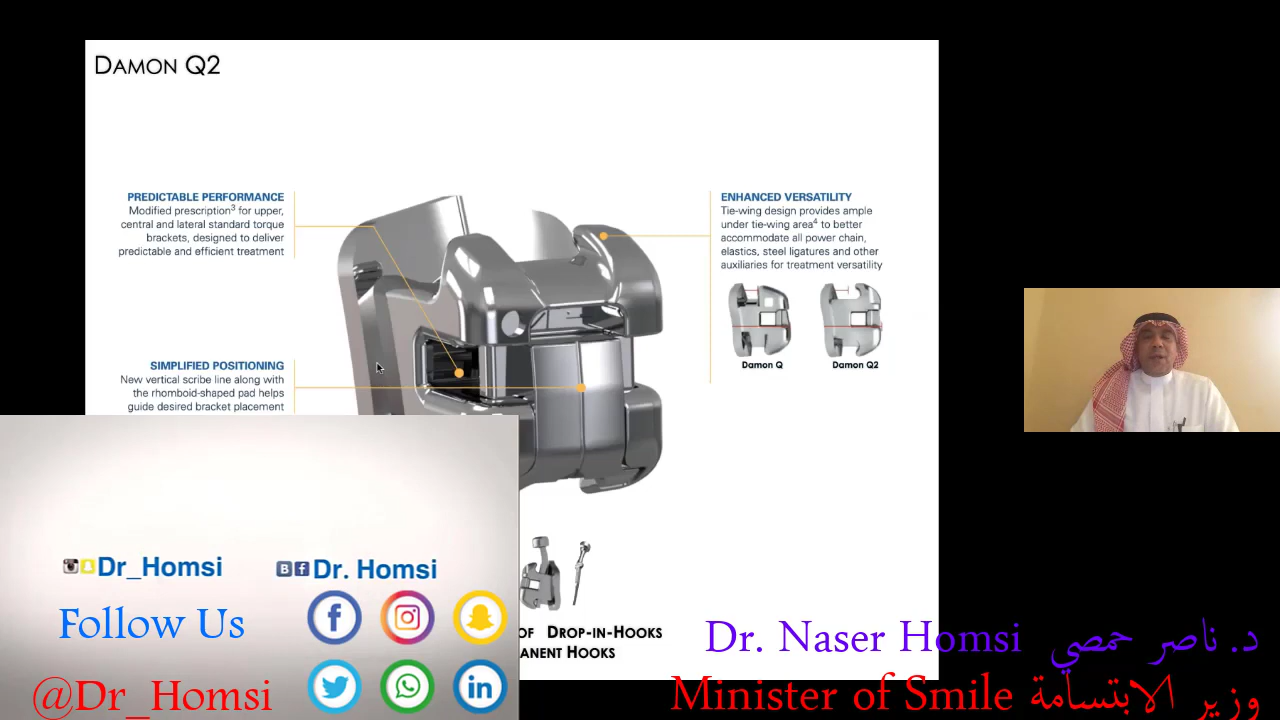 DAMON Q2
PREDICTABLE PERFORMANCE
Modified prescription3 for upper,
central and lateral standard torque
brackets, designed to deliver
predictable and efficient treatment
SIMPLIFIED POSITIONING
New vertical scribe line along with
the rhomboid-shaped pad helps
guide desired bracket placement
ENHANCED VERSATILITY
Tie-wing design provides ample
under tie-wing area4 to better
accommodate all power chain,
elastics, steel ligatures and other
auxiliaries for treatment versatility
Damon Q
Damon Q2
OF DROP-IN-HOOKS
ANENT HOOKS
Dr_Homsi
Dr. Homsi
Follow Us
@Dr_Homsi
Dr. Naser Homsi د. ناصر حمصي
Minister of Smile وزير الابتسامة